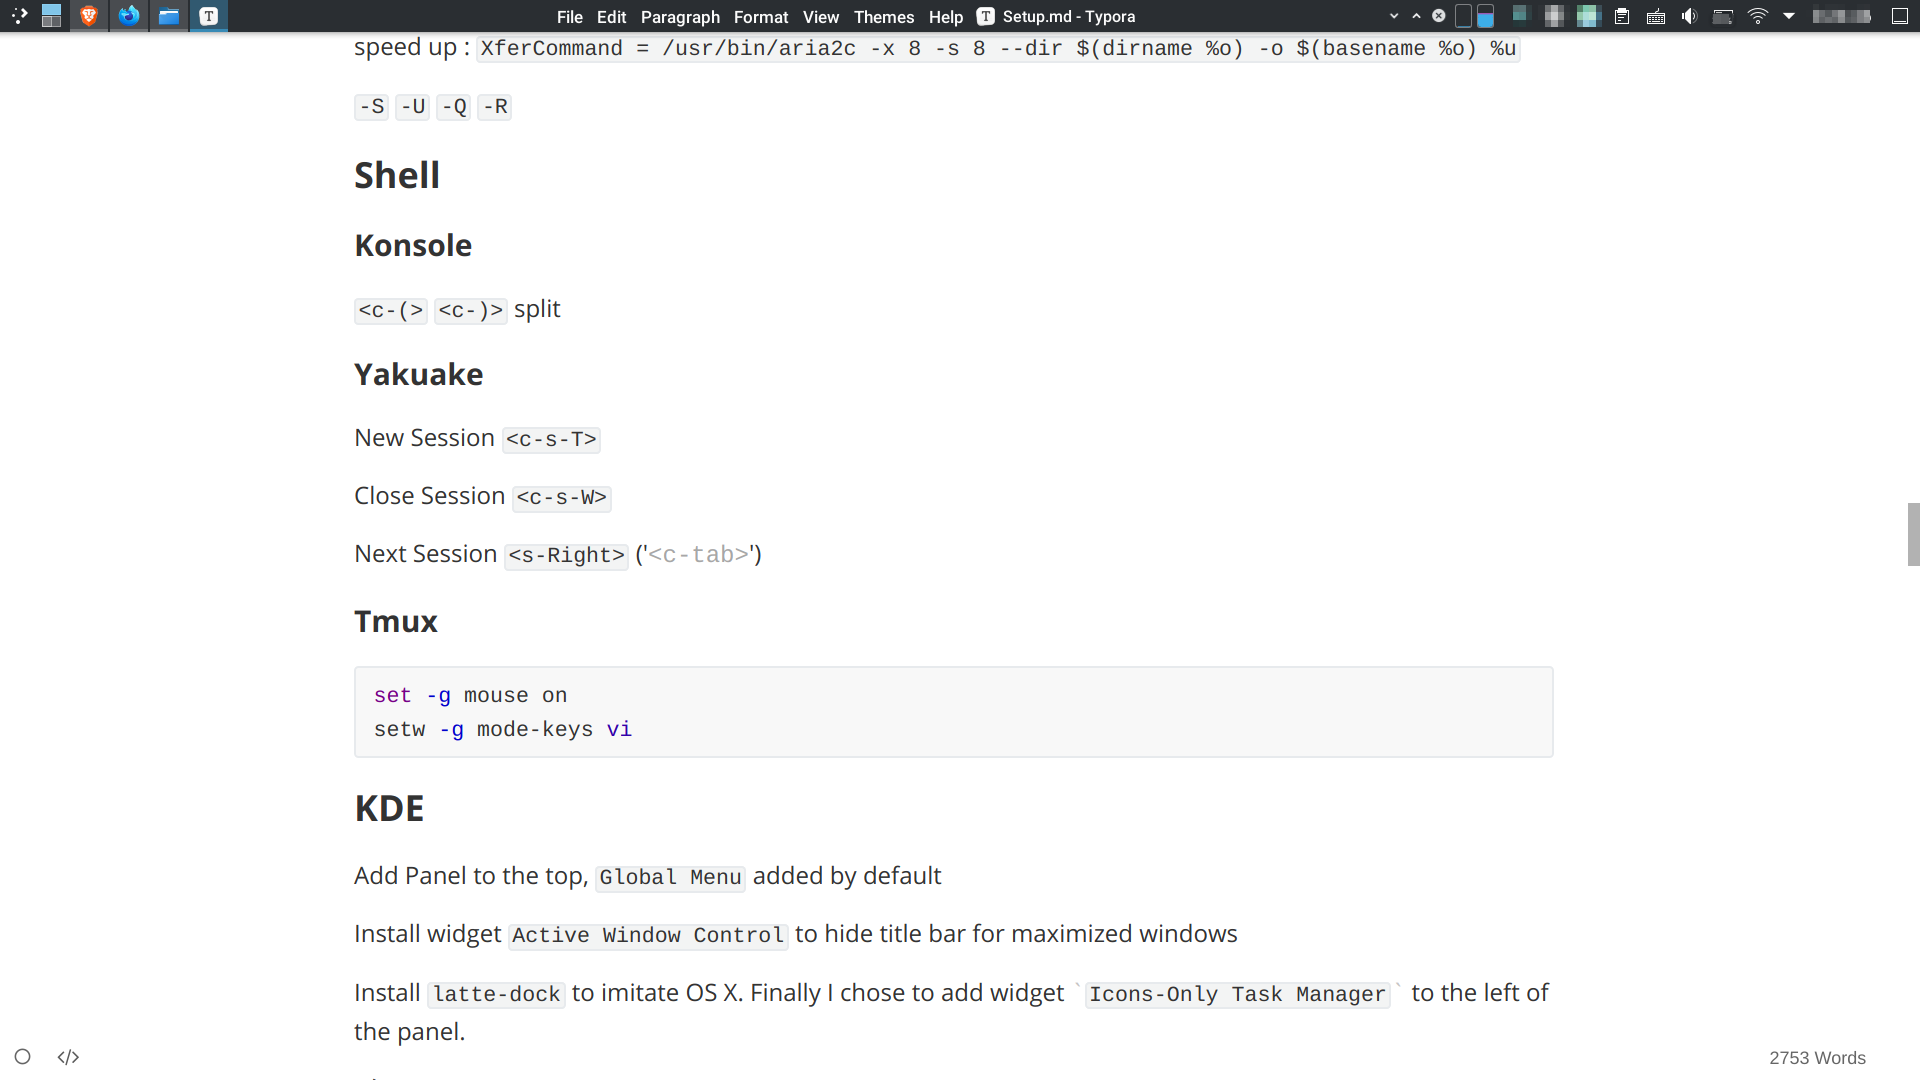 File Edit Paragraph Format View Themes Help T Setup.md - Typora
speed up : XferCommand = /usr/bin/aria2c -x 8 -s 8 --dir $(dirname %o) -o $(basename %o) %u
-S -U -Q -R
Shell
Konsole
<c-(> <c-)> split
Yakuake
New Session <c-s-T>
Close Session <c-s-W>
Next Session <s-Right> ('<c-tab>')
Tmux
set -g mouse on
setw -g mode-keys vi
KDE
Add Panel to the top, Global Menu added by default
Install widget Active Window Control to hide title bar for maximized windows
Install latte-dock to imitate OS X. Finally I chose to add widget `Icons-Only Task Manager` to the left of
the panel.
</> 2753 Words